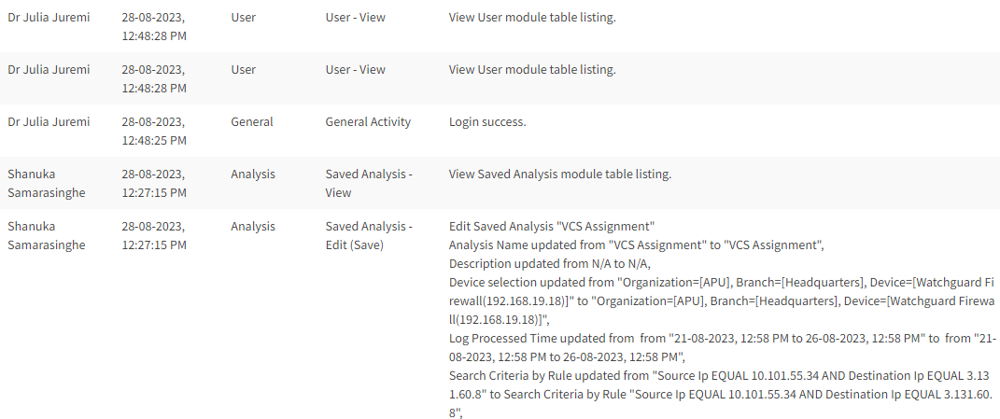 Dr Julia Juremi 28-08-2023, User User - View View User module table listing.
12:48:28 PM
Dr Julia Juremi 28-08-2023, User User - View View User module table listing.
12:48:28 PM
Dr Julia Juremi 28-08-2023, General General Activity Login success.
12:48:25 PM
Shanuka 28-08-2023, Analysis Saved Analysis - View Saved Analysis module table listing.
Samarasinghe 12:27:15 PM View
Shanuka 28-08-2023, Analysis Saved Analysis - Edit Saved Analysis "VCS Assignment"
Samarasinghe 12:27:15 PM Edit (Save) Analysis Name updated from "VCS Assignment" to "VCS Assignment",
Description updated from N/A to N/A,
Device selection updated from "Organization=[APU], Branch=[Headquarters], Device=[Watchguard Fi
rewall(192.168.19.18)]" to "Organization=[APU], Branch=[Headquarters], Device=[Watchguard Firewa
ll(192.168.19.18)]",
Log Processed Time updated from from "21-08-2023, 12:58 PM to 26-08-2023, 12:58 PM" to from "21-
08-2023, 12:58 PM to 26-08-2023, 12:58 PM",
Search Criteria by Rule updated from "Source Ip EQUAL 10.101.55.34 AND Destination Ip EQUAL 3.13
1.60.8" to Search Criteria by Rule "Source Ip EQUAL 10.101.55.34 AND Destination Ip EQUAL 3.131.60.
8",